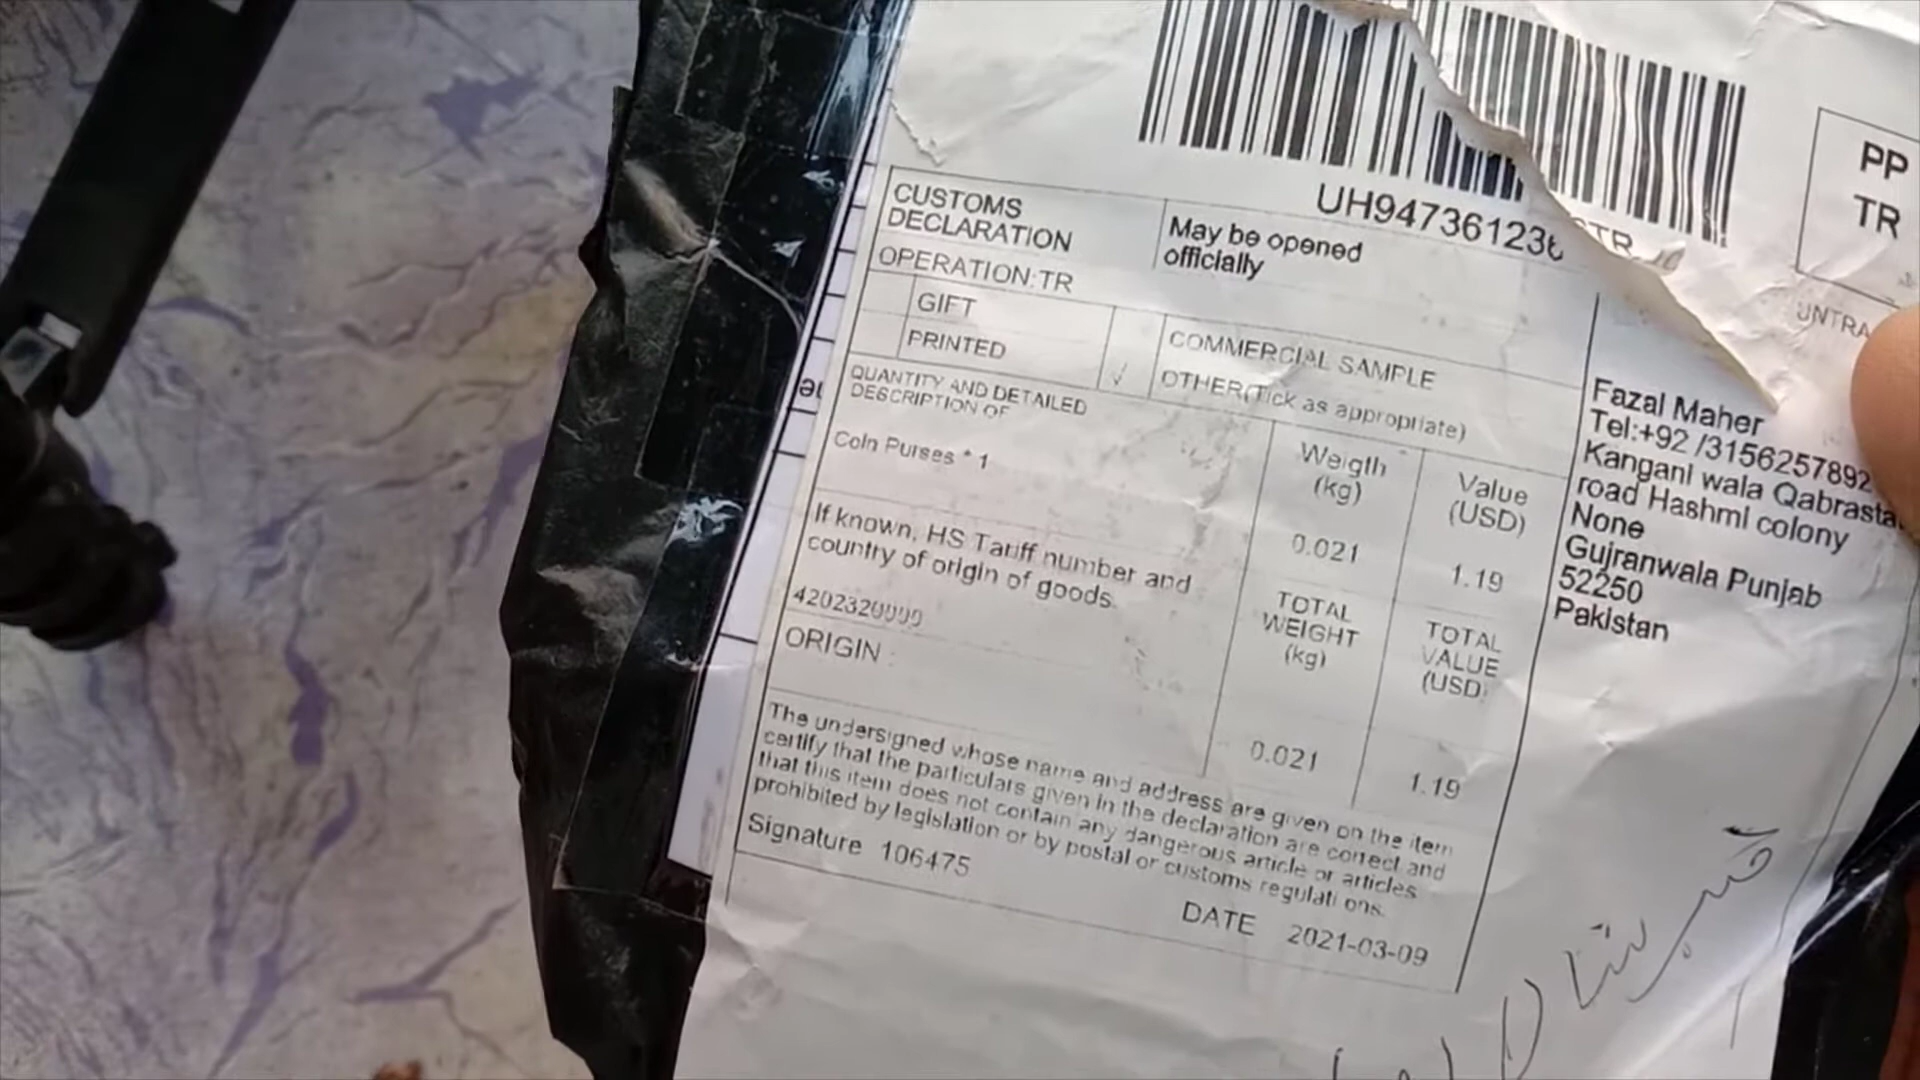 UH94736123
STR
PP
TR
UNTRA
CUSTOMS
DECLARATION
May be opened
officially
OPERATION:TR
GIFT
PRINTED
COMMERCIAL SAMPLE
√
OTHER(Tick as appropriate)
QUANTITY AND DETAILED
DESCRIPTION OF
Weigth
(kg)
Value
(USD)
Coin Purses * 1
0.021
1.19
If known, HS Tariff number and
country of origin of goods.
4202320000
TOTAL
WEIGHT
(kg)
TOTAL
VALUE
(USD)
ORIGIN :
0.021
1.19
The undersigned whose name and address are given on the item
certify that the particulars given in the declaration are correct and
that this item does not contain any dangerous article or articles
prohibited by legislation or by postal or customs regulati ons.
Signature 106475
DATE 2021-03-09
Fazal Maher
Tel:+92 /3156257892
Kangani wala Qabrasta
road Hashmi colony
None
Gujranwala Punjab
52250
Pakistan